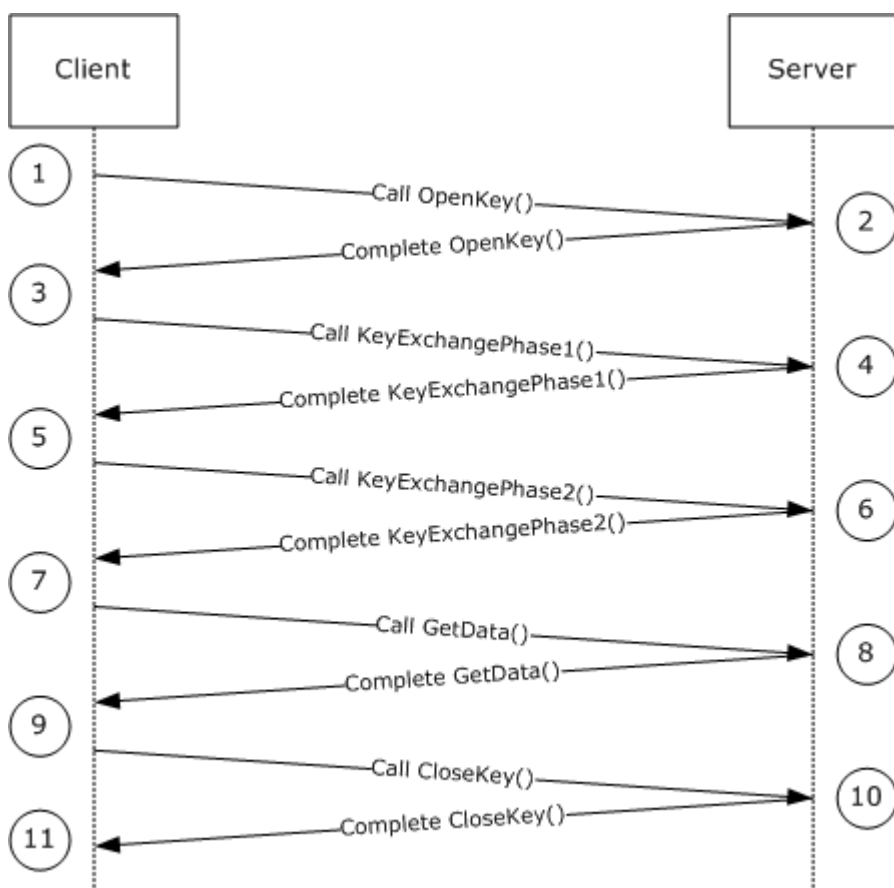 Client
Server
1
Call OpenKey()
2
Complete OpenKey()
3
Call KeyExchangePhase1()
4
Complete KeyExchangePhase1()
5
Call KeyExchangePhase2()
6
Complete KeyExchangePhase2()
7
Call GetData()
8
Complete GetData()
9
Call CloseKey()
10
Complete CloseKey()
11